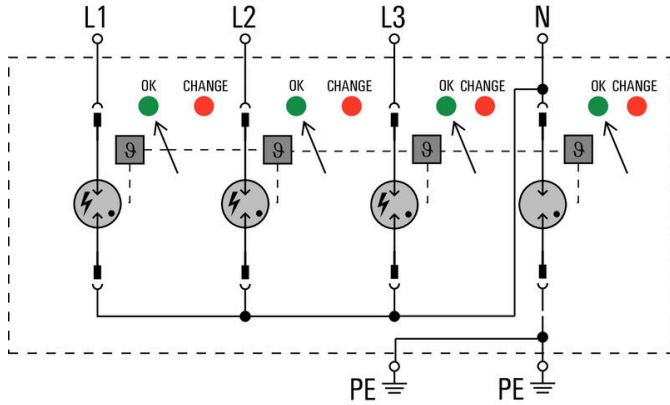 L1 L2 L3 N
OK CHANGE OK CHANGE OK CHANGE OK CHANGE
ϑ ϑ ϑ ϑ
PE PE